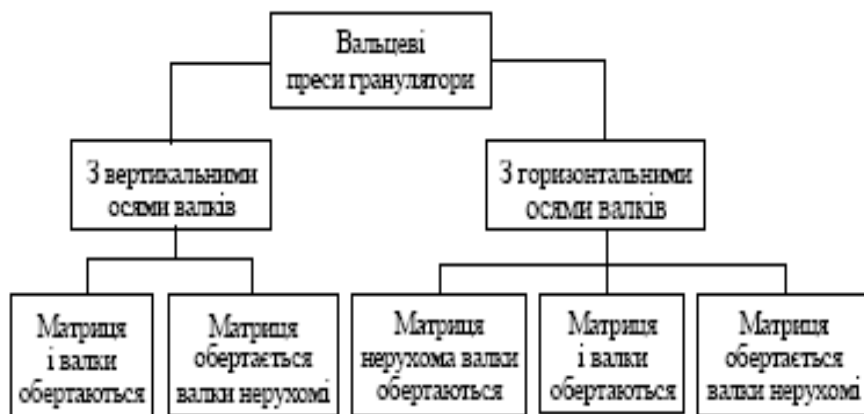 Вальцеві
преси гранулятори
З вертикальними
осями валків
З горизонтальними
осями валків
Матриця
і валки
обертаються
Матриця
обертається
валки нерухомі
Матриця
нерухома валки
обертаються
Матриця
і валки
обертаються
Матриця
обертається
валки нерухомі